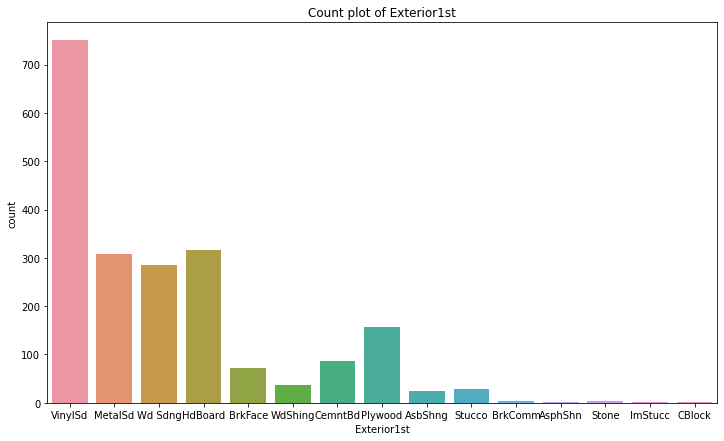 Count plot of Exterior1st
700
600
500
400
300
200
100
0
count
VinylSd MetalSd Wd Sdng HdBoard BrkFace WdShing CemntBd Plywood AsbShng Stucco BrkComm AsphShn Stone ImStucc CBlock
Exterior1st